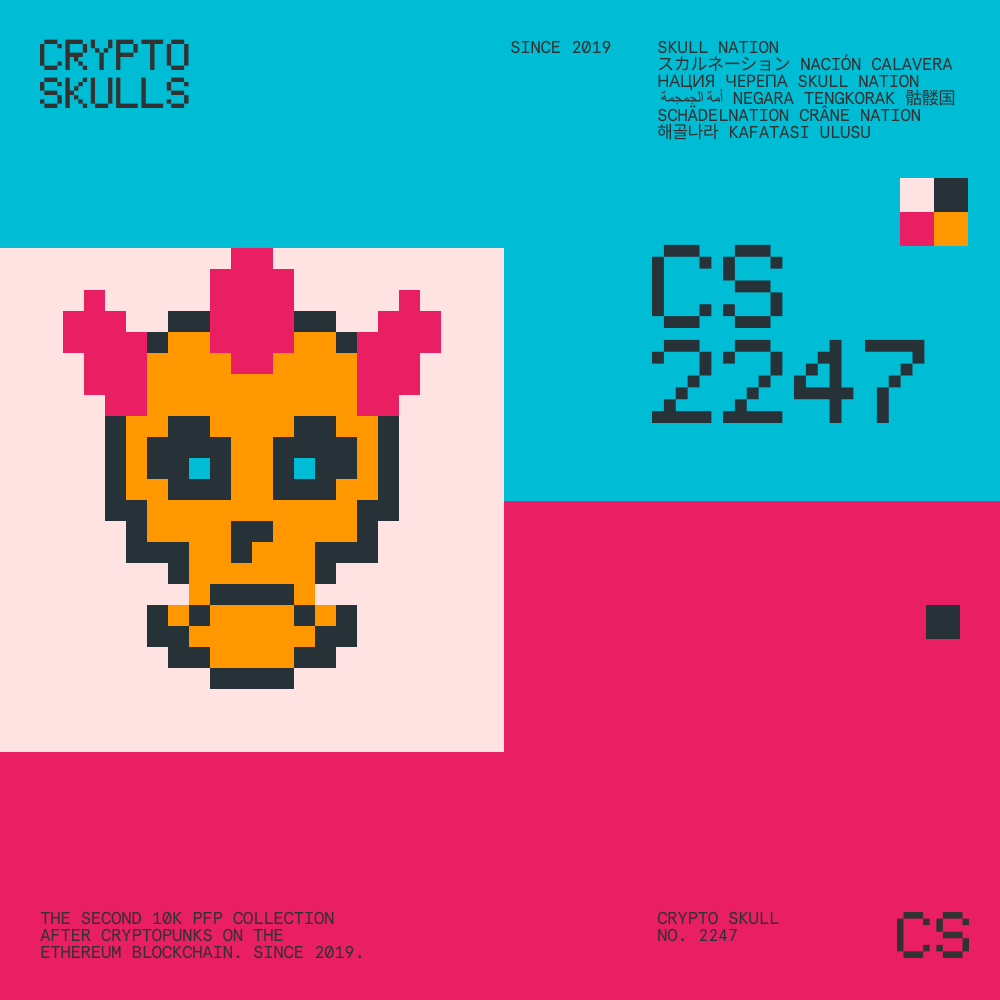 CRYPTO
SKULLS
SINCE 2019
SKULL NATION
スカルネーション NACIÓN CALAVERA
НАЦИЯ ЧЕРЕПА SKULL NATION
أمة الجمجمة NEGARA TENGKORAK 骷髅国
SCHÄDELNATION CRÂNE NATION
해골나라 KAFATASI ULUSU
CS
2247
THE SECOND 10K PFP COLLECTION
AFTER CRYPTOPUNKS ON THE
ETHEREUM BLOCKCHAIN. SINCE 2019.
CRYPTO SKULL
NO. 2247
CS